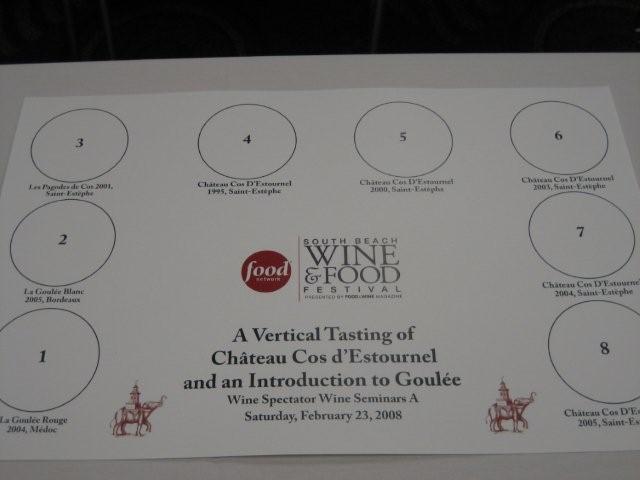 3
Les Pagodes de Cos 2001,
Saint-Estèphe
4
Château Cos D'Estournel
1995, Saint-Estèphe
5
Château Cos D'Estournel
2000, Saint-Estèphe
6
Château Cos D'Estournel
2003, Saint-Estèphe
2
La Goulée Blanc
2005, Bordeaux
7
Château Cos D'Estournel
2004, Saint-Estèphe
1
La Goulée Rouge
2004, Médoc
8
Château Cos D'Es
2005, Saint-Es
food
network
SOUTH BEACH
WINE
& FOOD
FESTIVAL
PRESENTED BY FOOD & WINE MAGAZINE
A Vertical Tasting of
Château Cos d'Estournel
and an Introduction to Goulée
Wine Spectator Wine Seminars A
Saturday, February 23, 2008